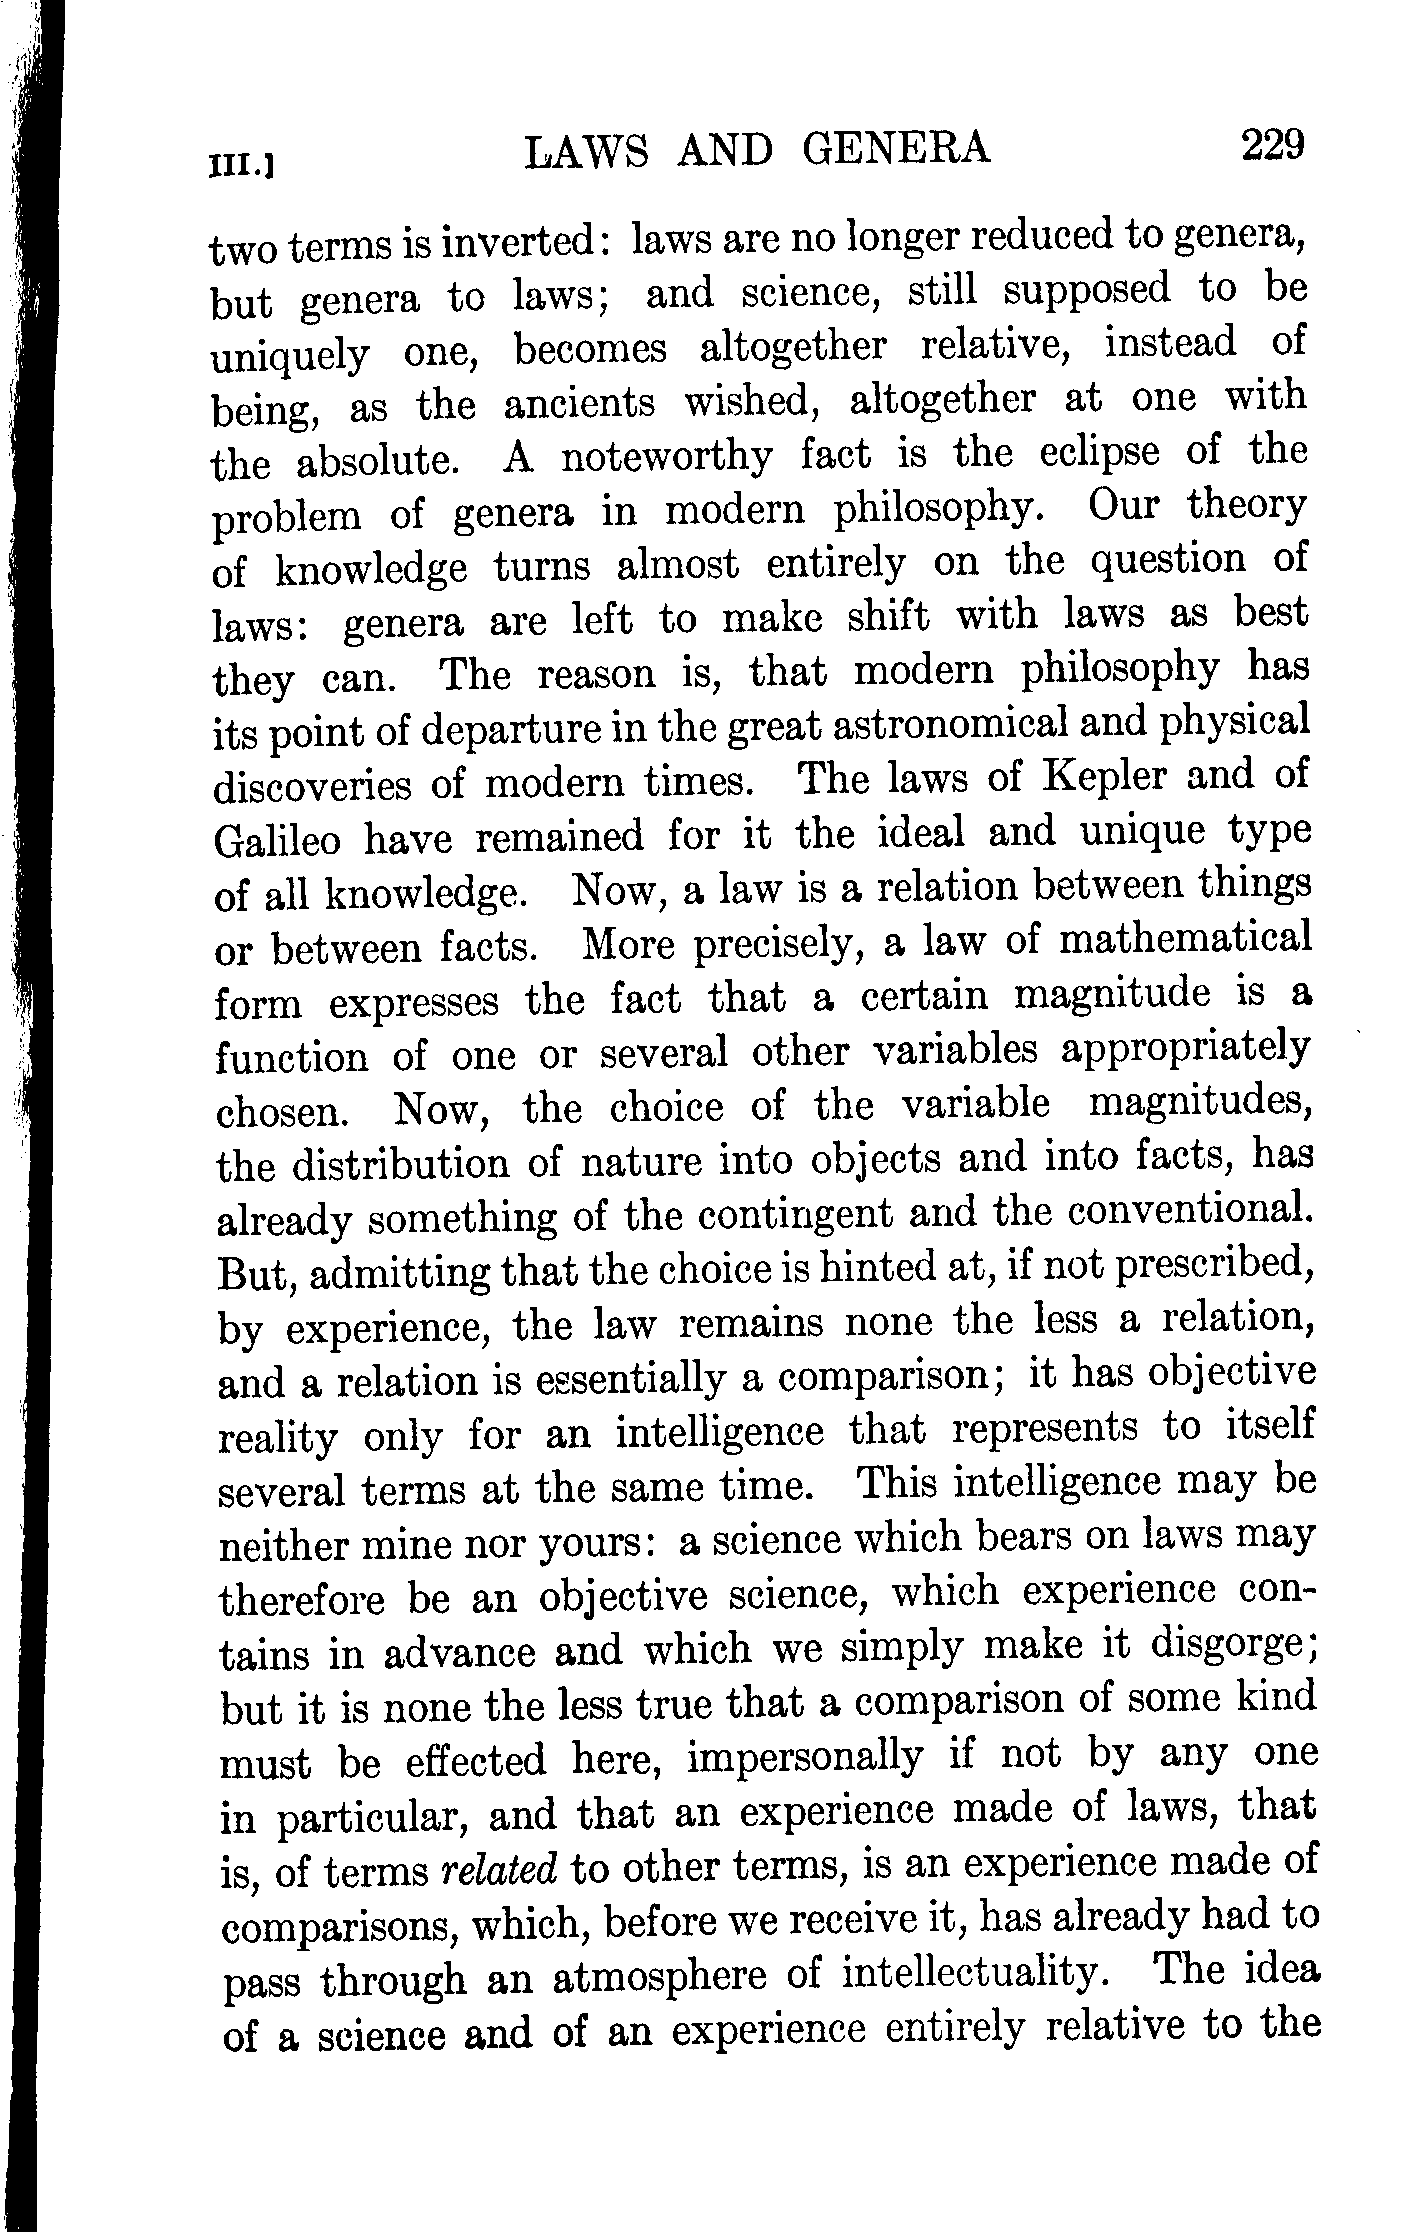 III.] LAWS AND GENERA 229
two terms is inverted: laws are no longer reduced to genera,
but genera to laws; and science, still supposed to be
uniquely one, becomes altogether relative, instead of
being, as the ancients wished, altogether at one with
the absolute. A noteworthy fact is the eclipse of the
problem of genera in modern philosophy. Our theory
of knowledge turns almost entirely on the question of
laws: genera are left to make shift with laws as best
they can. The reason is, that modern philosophy has
its point of departure in the great astronomical and physical
discoveries of modern times. The laws of Kepler and of
Galileo have remained for it the ideal and unique type
of all knowledge. Now, a law is a relation between things
or between facts. More precisely, a law of mathematical
form expresses the fact that a certain magnitude is a
function of one or several other variables appropriately
chosen. Now, the choice of the variable magnitudes,
the distribution of nature into objects and into facts, has
already something of the contingent and the conventional.
But, admitting that the choice is hinted at, if not prescribed,
by experience, the law remains none the less a relation,
and a relation is essentially a comparison; it has objective
reality only for an intelligence that represents to itself
several terms at the same time. This intelligence may be
neither mine nor yours: a science which bears on laws may
therefore be an objective science, which experience con-
tains in advance and which we simply make it disgorge;
but it is none the less true that a comparison of some kind
must be effected here, impersonally if not by any one
in particular, and that an experience made of laws, that
is, of terms related to other terms, is an experience made of
comparisons, which, before we receive it, has already had to
pass through an atmosphere of intellectuality. The idea
of a science and of an experience entirely relative to the